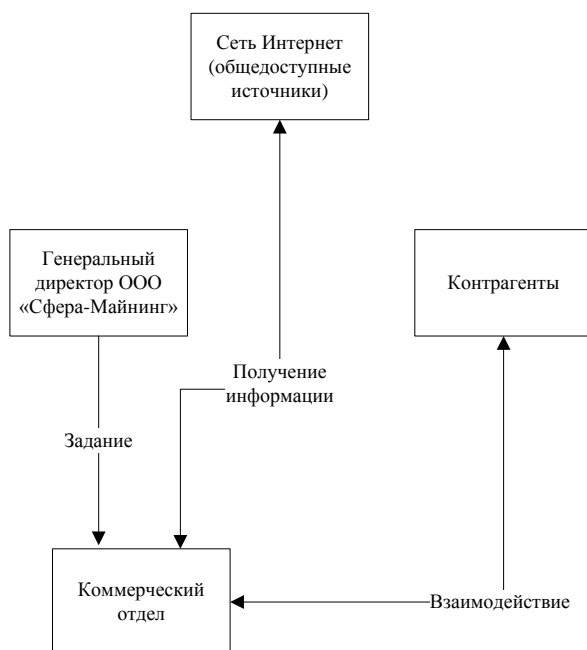 Сеть Интернет
(общедоступные
источники)
Генеральный
директор ООО
«Сфера-Майнинг»
Контрагенты
Получение
информации
Задание
Коммерческий
отдел
Взаимодействие